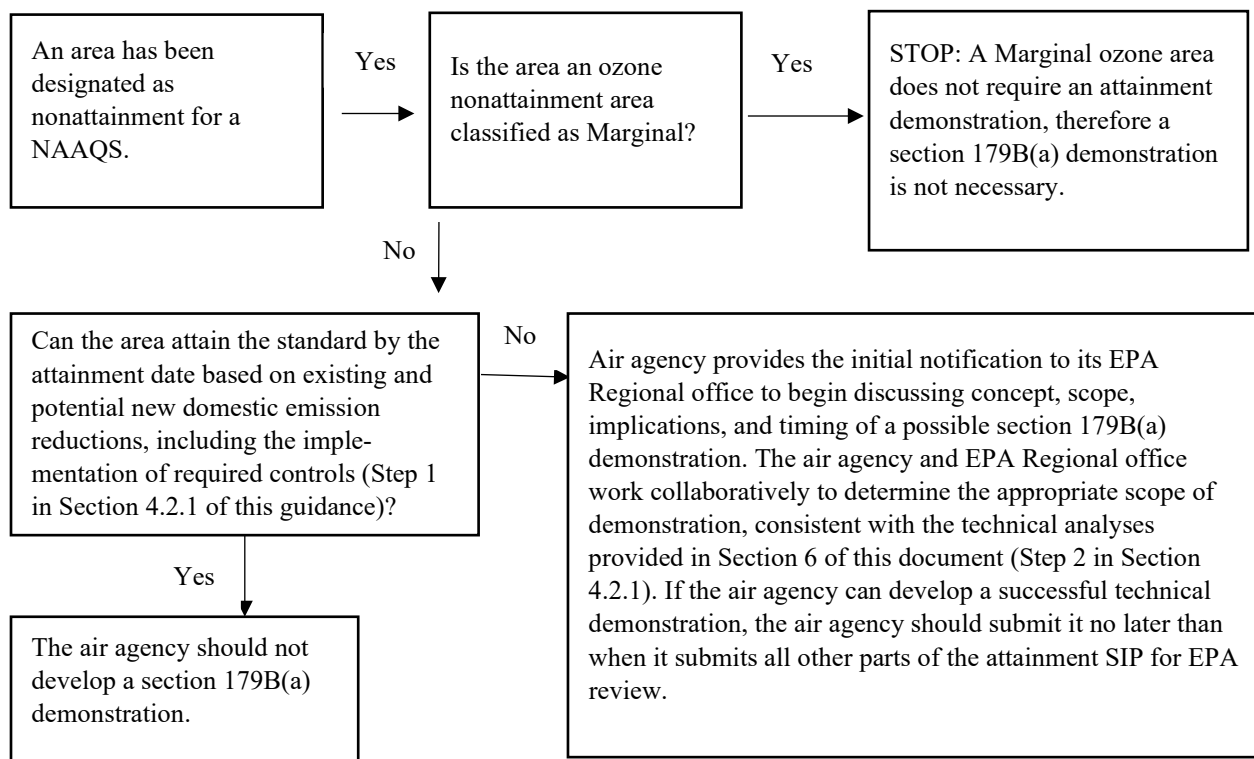 An area has been
designated as
nonattainment for a
NAAQS.
Yes
Is the area an ozone
nonattainment area
classified as Marginal?
Yes
STOP: A Marginal ozone area
does not require an attainment
demonstration, therefore a
section 179B(a) demonstration
is not necessary.
No
Can the area attain the standard by the
attainment date based on existing and
potential new domestic emission
reductions, including the imple-
mentation of required controls (Step 1
in Section 4.2.1 of this guidance)?
No
Air agency provides the initial notification to its EPA
Regional office to begin discussing concept, scope,
implications, and timing of a possible section 179B(a)
demonstration. The air agency and EPA Regional office
work collaboratively to determine the appropriate scope of
demonstration, consistent with the technical analyses
provided in Section 6 of this document (Step 2 in Section
4.2.1). If the air agency can develop a successful technical
demonstration, the air agency should submit it no later than
when it submits all other parts of the attainment SIP for EPA
review.
Yes
The air agency should not
develop a section 179B(a)
demonstration.